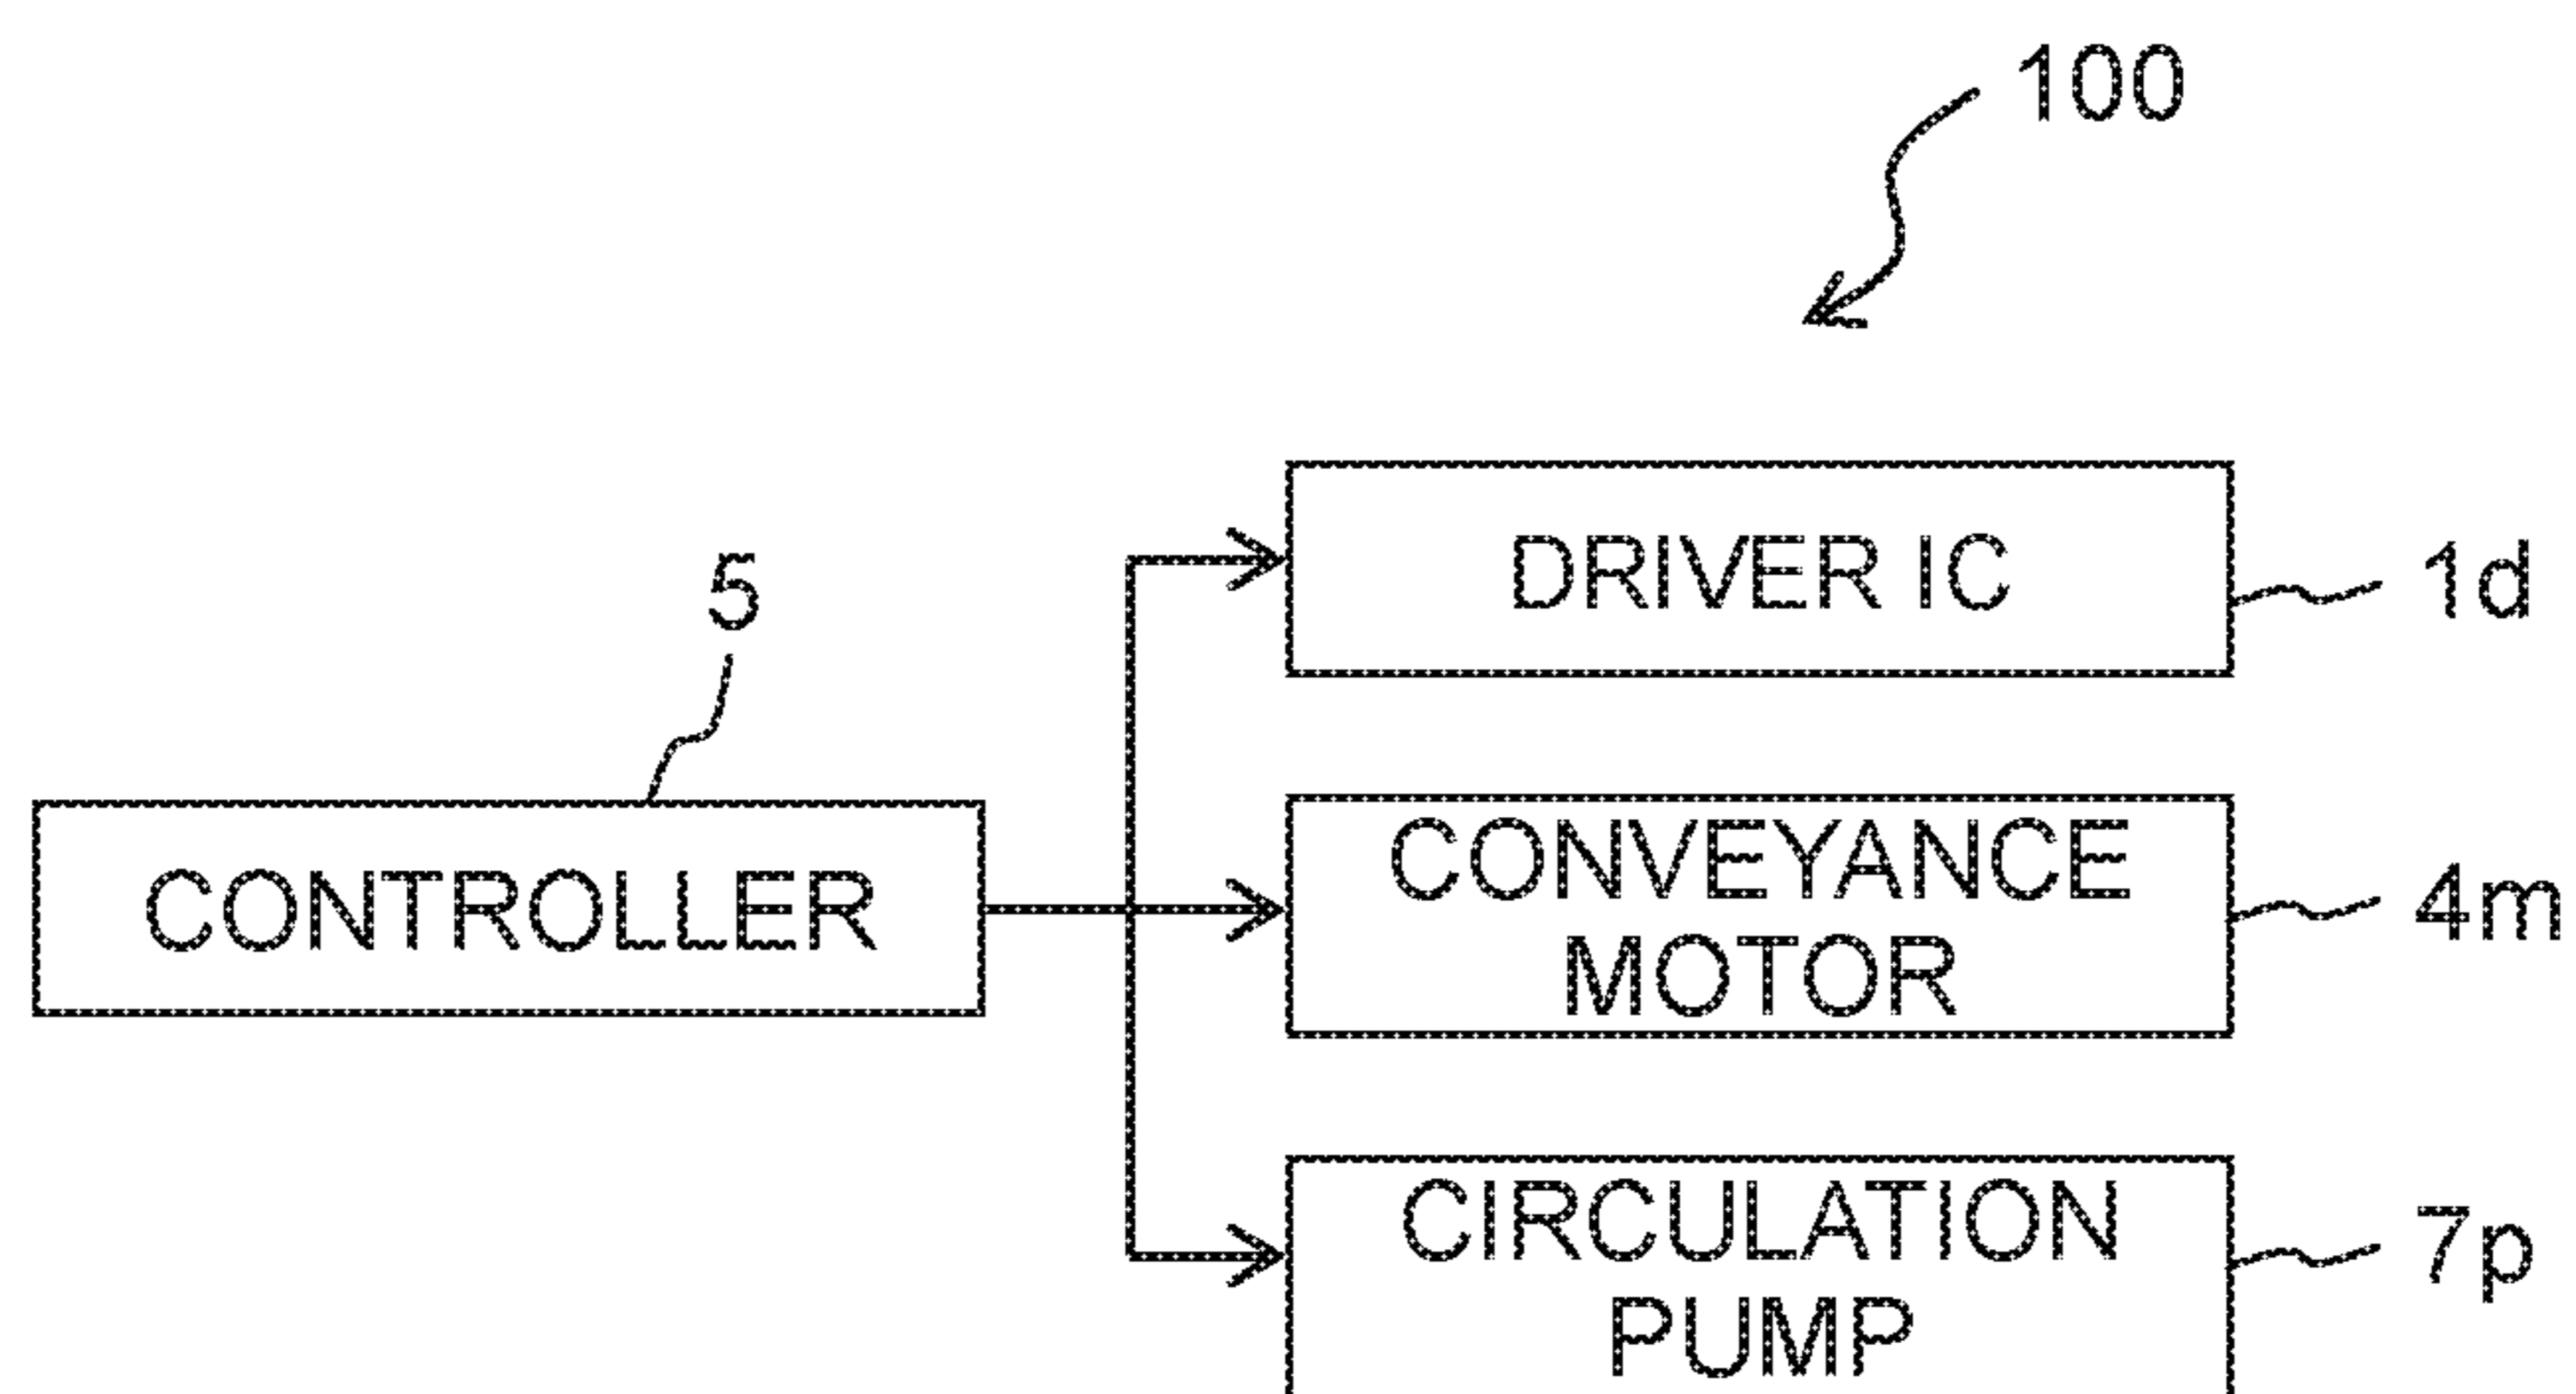 100
DRIVER IC
1d
5
CONTROLLER
CONVEYANCE
MOTOR
4m
CIRCULATION
PUMP
7p